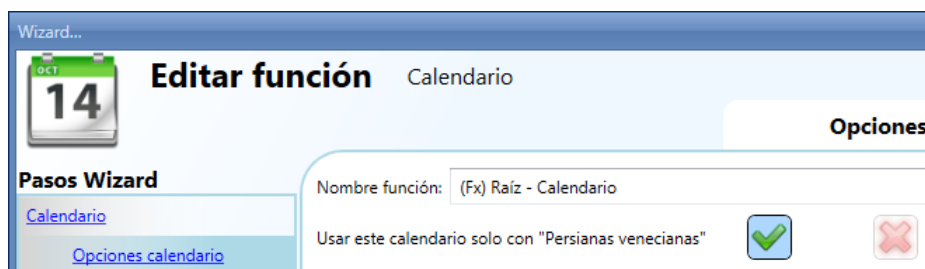 Wizard...
OCT
14
Editar función Calendario
Opciones
Pasos Wizard
Nombre función: (Fx) Raíz - Calendario
Calendario
Usar este calendario solo con "Persianas venecianas"
Opciones calendario